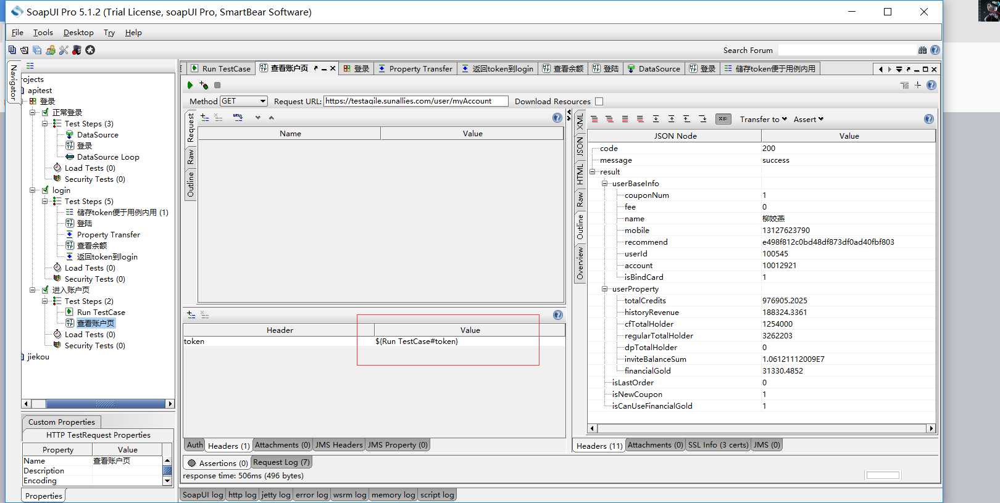 SoapUI Pro 5.1.2 (Trial License, soapUI Pro, SmartBear Software)
File Tools Desktop Try Help
Search Forum
Navigator
rojects
apitest
登录
正常登录
Test Steps (3)
DataSource
登录
DataSource Loop
Load Tests (0)
Security Tests (0)
login
Test Steps (5)
储存token便于用例内用 (1)
登陆
Property Transfer
查看余额
返回token到login
Load Tests (0)
Security Tests (0)
进入账户页
Test Steps (2)
Run TestCase
查看账户页
Load Tests (0)
Security Tests (0)
jiekou
Custom Properties
HTTP TestRequest Properties
Property Value
Name 查看账户页
Description
Encoding
Properties
Run TestCase 查看账户页 登录 Property Transfer 返回token到login 查看余额 登陆 DataSource 登录 储存token便于用例内用
Method GET Request URL: https://testaqile.sunallies.com/user/myAccount Download Resources
Request
Raw
Outline
Name Value
Header Value
token ${Run TestCase#token}
Auth Headers (1) Attachments (0) JMS Headers JMS Property (0)
XML
JSON
HTML
Raw
Outline
Overview
XS: Transfer to Assert
JSON Node Value
code 200
message success
result
userBaseInfo
couponNum 1
fee 0
name 柳姣燕
mobile 13127623790
recommend e498f812c0bd48df873df0ad40fbf803
userId 100545
account 10012921
isBindCard 1
userProperty
totalCredits 976905.2025
historyRevenue 188324.3361
cfTotalHolder 1254000
regularTotalHolder 3262203
dpTotalHolder 0
inviteBalanceSum 1.06121112009E7
financialGold 31330.4852
isLastOrder 0
isNewCoupon 1
isCanUseFinancialGold 1
Headers (11) Attachments (0) SSL Info (3 certs) JMS (0)
Assertions (0) Request Log (7)
response time: 506ms (496 bytes)
SoapUI log http log jetty log error log wsrm log memory log script log